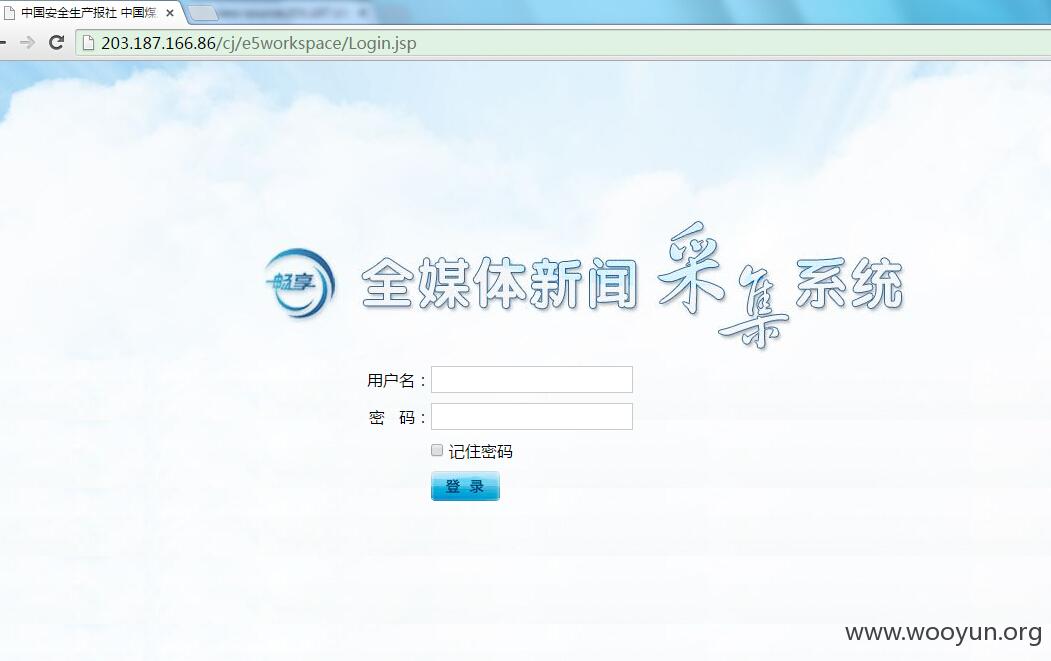 中国安全生产报社 中国煤
203.187.166.86/cj/e5workspace/Login.jsp
畅享
全媒体新闻采集系统
用户名：
密 码：
记住密码
登 录
www.wooyun.org